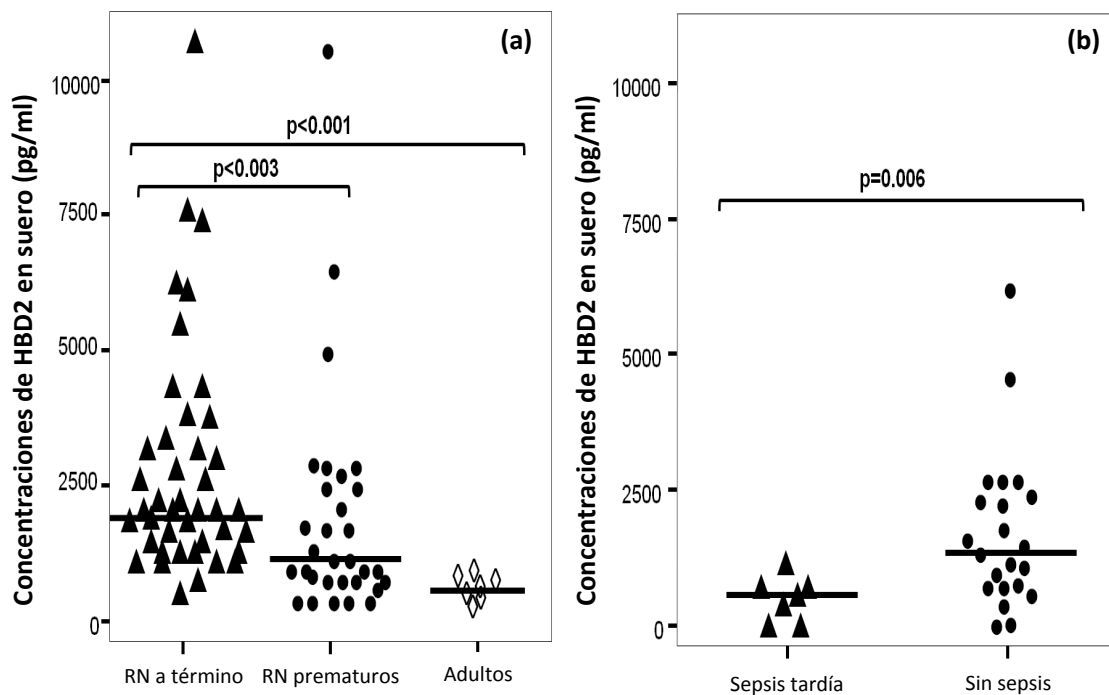 (a)
Concentraciones de HBD2 en suero (pg/ml)
10000
7500
5000
2500
0
p<0.001
p<0.003
RN a término
RN prematuros
Adultos
(b)
Concentraciones de HBD2 en suero (pg/ml)
10000
7500
5000
2500
0
p=0.006
Sepsis tardía
Sin sepsis